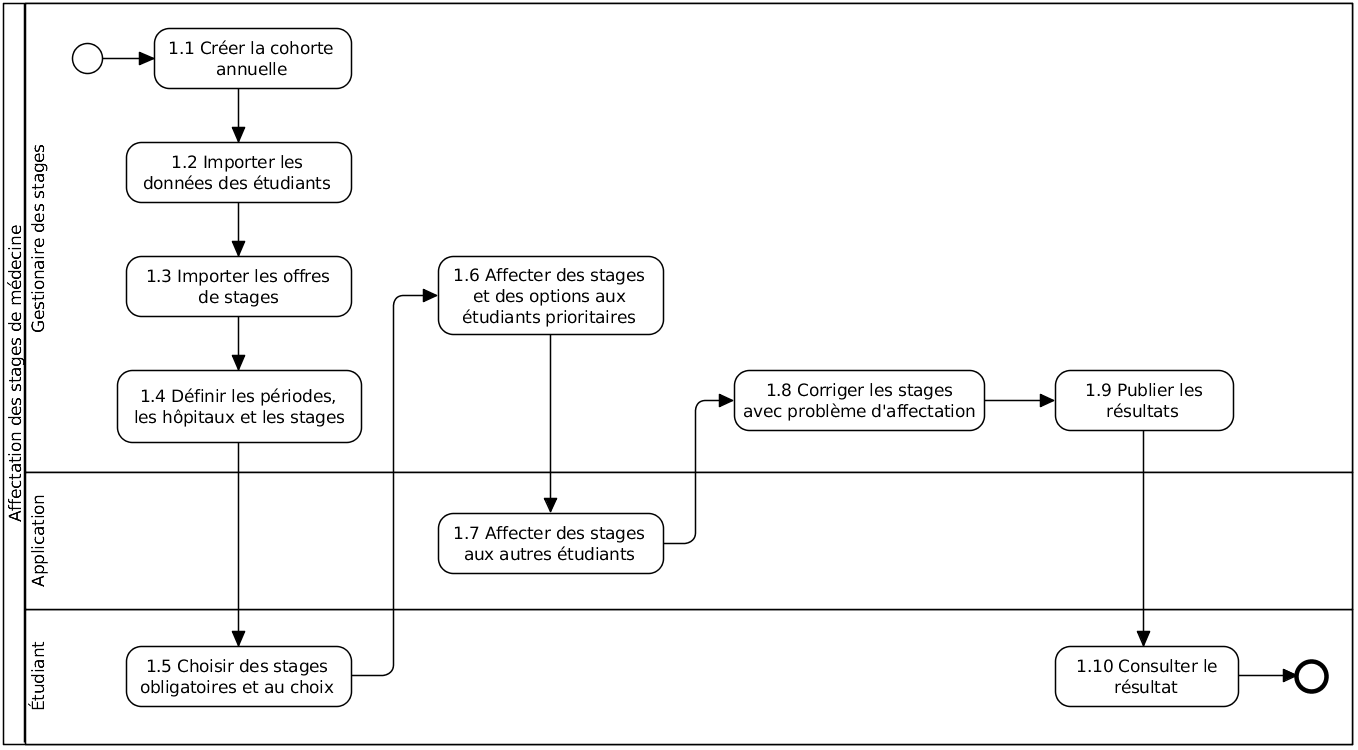 Affectation des stages de médecine
Gestionaire des stages
1.1 Créer la cohorte
annuelle
1.2 Importer les
données des étudiants
1.3 Importer les offres
de stages
1.4 Définir les périodes,
les hôpitaux et les stages
1.6 Affecter des stages
et des options aux
étudiants prioritaires
1.8 Corriger les stages
avec problème d'affectation
1.9 Publier les
résultats
Application
1.7 Affecter des stages
aux autres étudiants
Étudiant
1.5 Choisir des stages
obligatoires et au choix
1.10 Consulter le
résultat